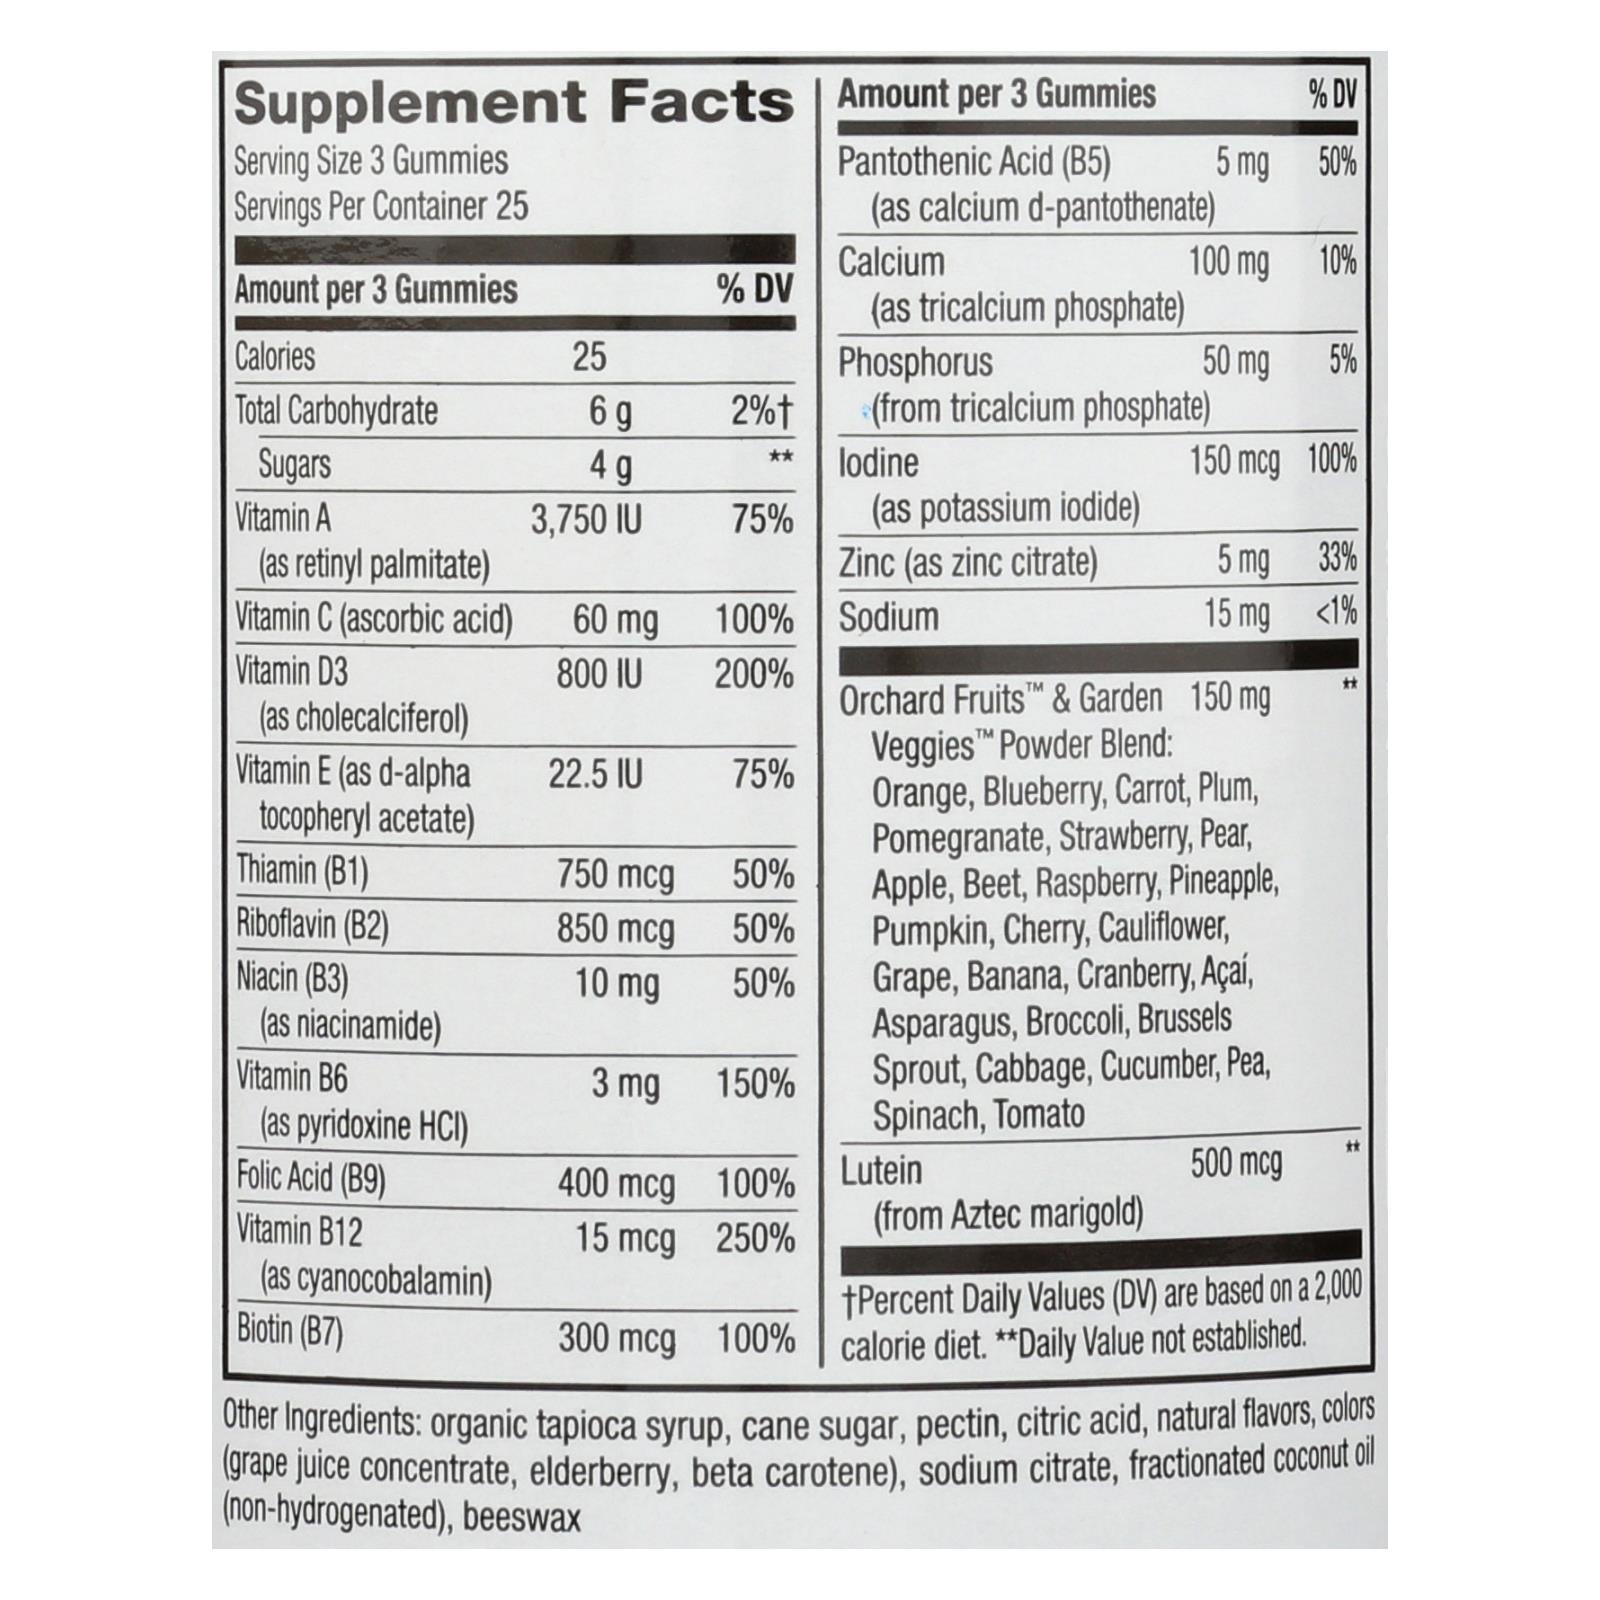 Supplement Facts
Serving Size 3 Gummies
Servings Per Container 25
Amount per 3 Gummies % DV
Calories 25
Total Carbohydrate 6 g 2%†
Sugars 4 g **
Vitamin A 3,750 IU 75%
(as retinyl palmitate)
Vitamin C (ascorbic acid) 60 mg 100%
Vitamin D3 800 IU 200%
(as cholecalciferol)
Vitamin E (as d-alpha 22.5 IU 75%
tocopheryl acetate)
Thiamin (B1) 750 mcg 50%
Riboflavin (B2) 850 mcg 50%
Niacin (B3) 10 mg 50%
(as niacinamide)
Vitamin B6 3 mg 150%
(as pyridoxine HCl)
Folic Acid (B9) 400 mcg 100%
Vitamin B12 15 mcg 250%
(as cyanocobalamin)
Biotin (B7) 300 mcg 100%
Amount per 3 Gummies % DV
Pantothenic Acid (B5) 5 mg 50%
(as calcium d-pantothenate)
Calcium 100 mg 10%
(as tricalcium phosphate)
Phosphorus 50 mg 5%
(from tricalcium phosphate)
Iodine 150 mcg 100%
(as potassium iodide)
Zinc (as zinc citrate) 5 mg 33%
Sodium 15 mg <1%
Orchard Fruits™ & Garden 150 mg **
Veggies™ Powder Blend:
Orange, Blueberry, Carrot, Plum,
Pomegranate, Strawberry, Pear,
Apple, Beet, Raspberry, Pineapple,
Pumpkin, Cherry, Cauliflower,
Grape, Banana, Cranberry, Açaí,
Asparagus, Broccoli, Brussels
Sprout, Cabbage, Cucumber, Pea,
Spinach, Tomato
Lutein 500 mcg **
(from Aztec marigold)
†Percent Daily Values (DV) are based on a 2,000
calorie diet. **Daily Value not established.
Other Ingredients: organic tapioca syrup, cane sugar, pectin, citric acid, natural flavors, colors
(grape juice concentrate, elderberry, beta carotene), sodium citrate, fractionated coconut oil
(non-hydrogenated), beeswax